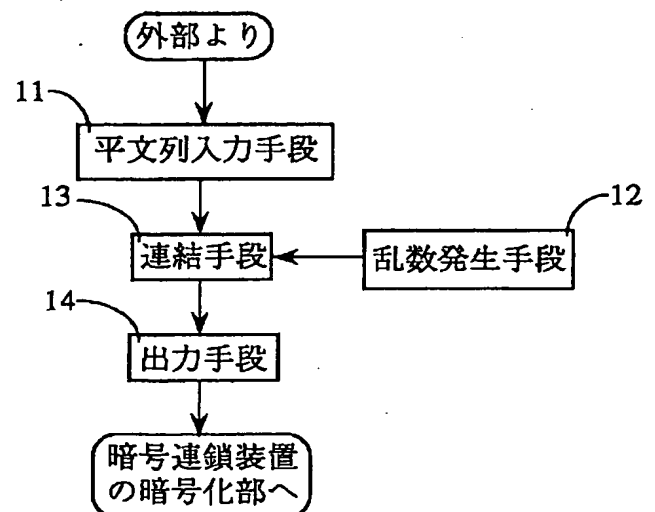 外部より
11
平文列入力手段
13
12
連結手段
乱数発生手段
14
出力手段
暗号連鎖装置
の暗号化部へ